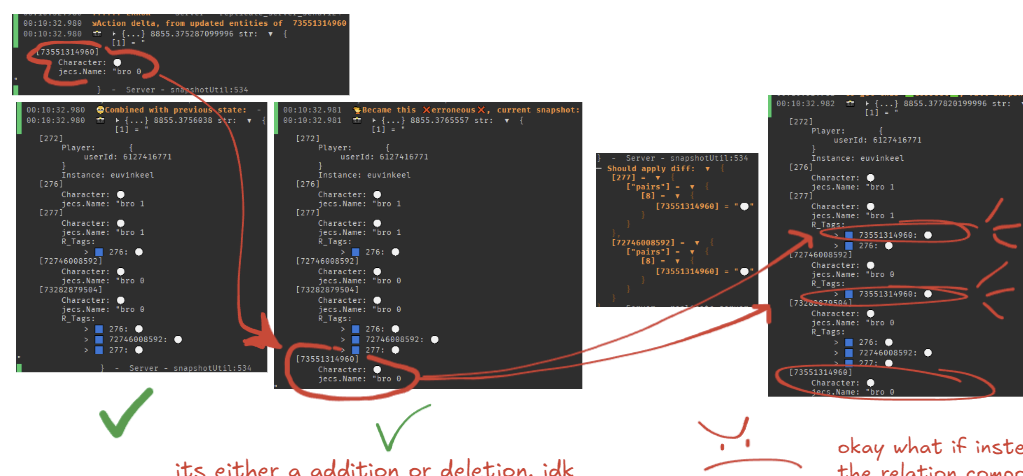 00:10:32.980 Action delta, from updated entities of 73551314960
00:10:32.980 ▸ {...} 8855.375287099996 str: ▼ {
[1] = "
[73551314960]
Character:
jecs.Name: "bro 0
"
} - Server - snapshotUtil:534
00:10:32.980 Combined with previous state: -
00:10:32.980 ▸ {...} 8855.3756038 str: ▼ {
[1] = "
[272]
Player: {
userId: 6127416771
}
Instance: euvinkeel
[276]
Character:
jecs.Name: "bro 1
[277]
Character:
jecs.Name: "bro 1
R_Tags:
> 276:
[72746008592]
Character:
jecs.Name: "bro 0
[73282879504]
Character:
jecs.Name: "bro 0
R_Tags:
> 276:
> 72746008592:
> 277:
"
} - Server - snapshotUtil:534
00:10:32.981 Became this ❌erroneous❌, current snapshot:
00:10:32.981 ▸ {...} 8855.3765557 str: ▼ {
[1] = "
[272]
Player: {
userId: 6127416771
}
Instance: euvinkeel
[276]
Character:
jecs.Name: "bro 1
[277]
Character:
jecs.Name: "bro 1
R_Tags:
> 276:
[72746008592]
Character:
jecs.Name: "bro 0
[73282879504]
Character:
jecs.Name: "bro 0
R_Tags:
> 276:
> 72746008592:
> 277:
[73551314960]
Character:
jecs.Name: "bro 0
"
} - Server - snapshotUtil:534
Should apply diff: ▼ {
[277] = ▼ {
["pairs"] = ▼ {
[8] = ▼ {
[73551314960] = "⚪"
}
}
},
[72746008592] = ▼ {
["pairs"] = ▼ {
[8] = ▼ {
[73551314960] = "⚪"
}
}
}
}
00:10:32.982 ▸ {...} 8855.377820199996 str: ▼ {
[1] = "
[272]
Player: {
userId: 6127416771
}
Instance: euvinkeel
[276]
Character:
jecs.Name: "bro 1
[277]
Character:
jecs.Name: "bro 1
R_Tags:
> 73551314960:
> 276:
[72746008592]
Character:
jecs.Name: "bro 0
R_Tags:
> 73551314960:
[73282879504]
Character:
jecs.Name: "bro 0
R_Tags:
> 276:
> 72746008592:
> 277:
[73551314960]
Character:
jecs.Name: "bro 0
its either a addition or deletion, idk
okay what if inste
the relation compo